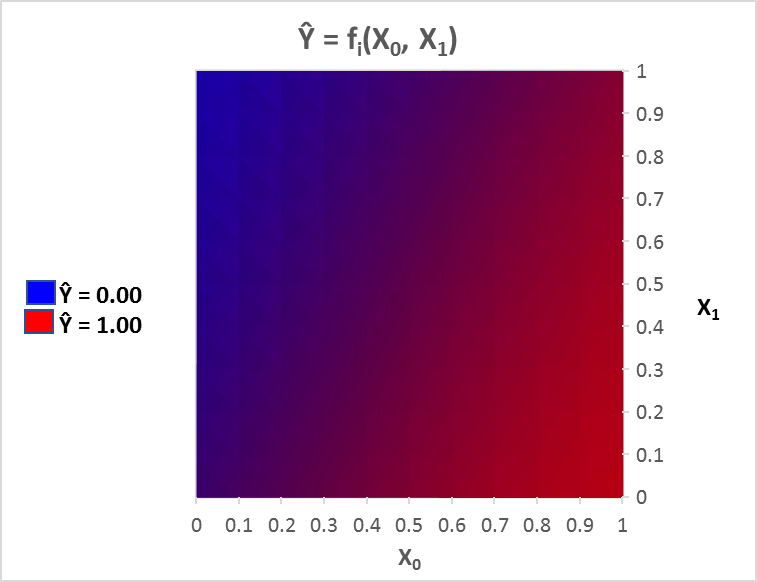 Ŷ = fᵢ(X₀, X₁)
1
0.9
0.8
0.7
0.6
0.5
0.4
0.3
0.2
0.1
0
Ŷ = 0.00
Ŷ = 1.00
X₁
0 0.1 0.2 0.3 0.4 0.5 0.6 0.7 0.8 0.9 1
X₀